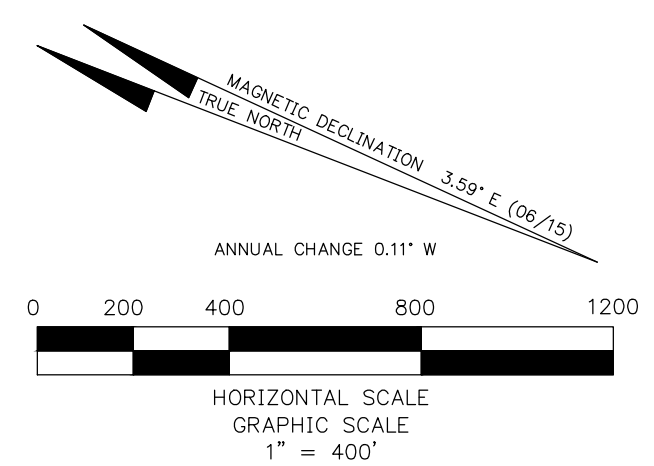 MAGNETIC DECLINATION 3.59° E (06/15)
TRUE NORTH
ANNUAL CHANGE 0.11° W
0 200 400 800 1200
HORIZONTAL SCALE
GRAPHIC SCALE
1" = 400'